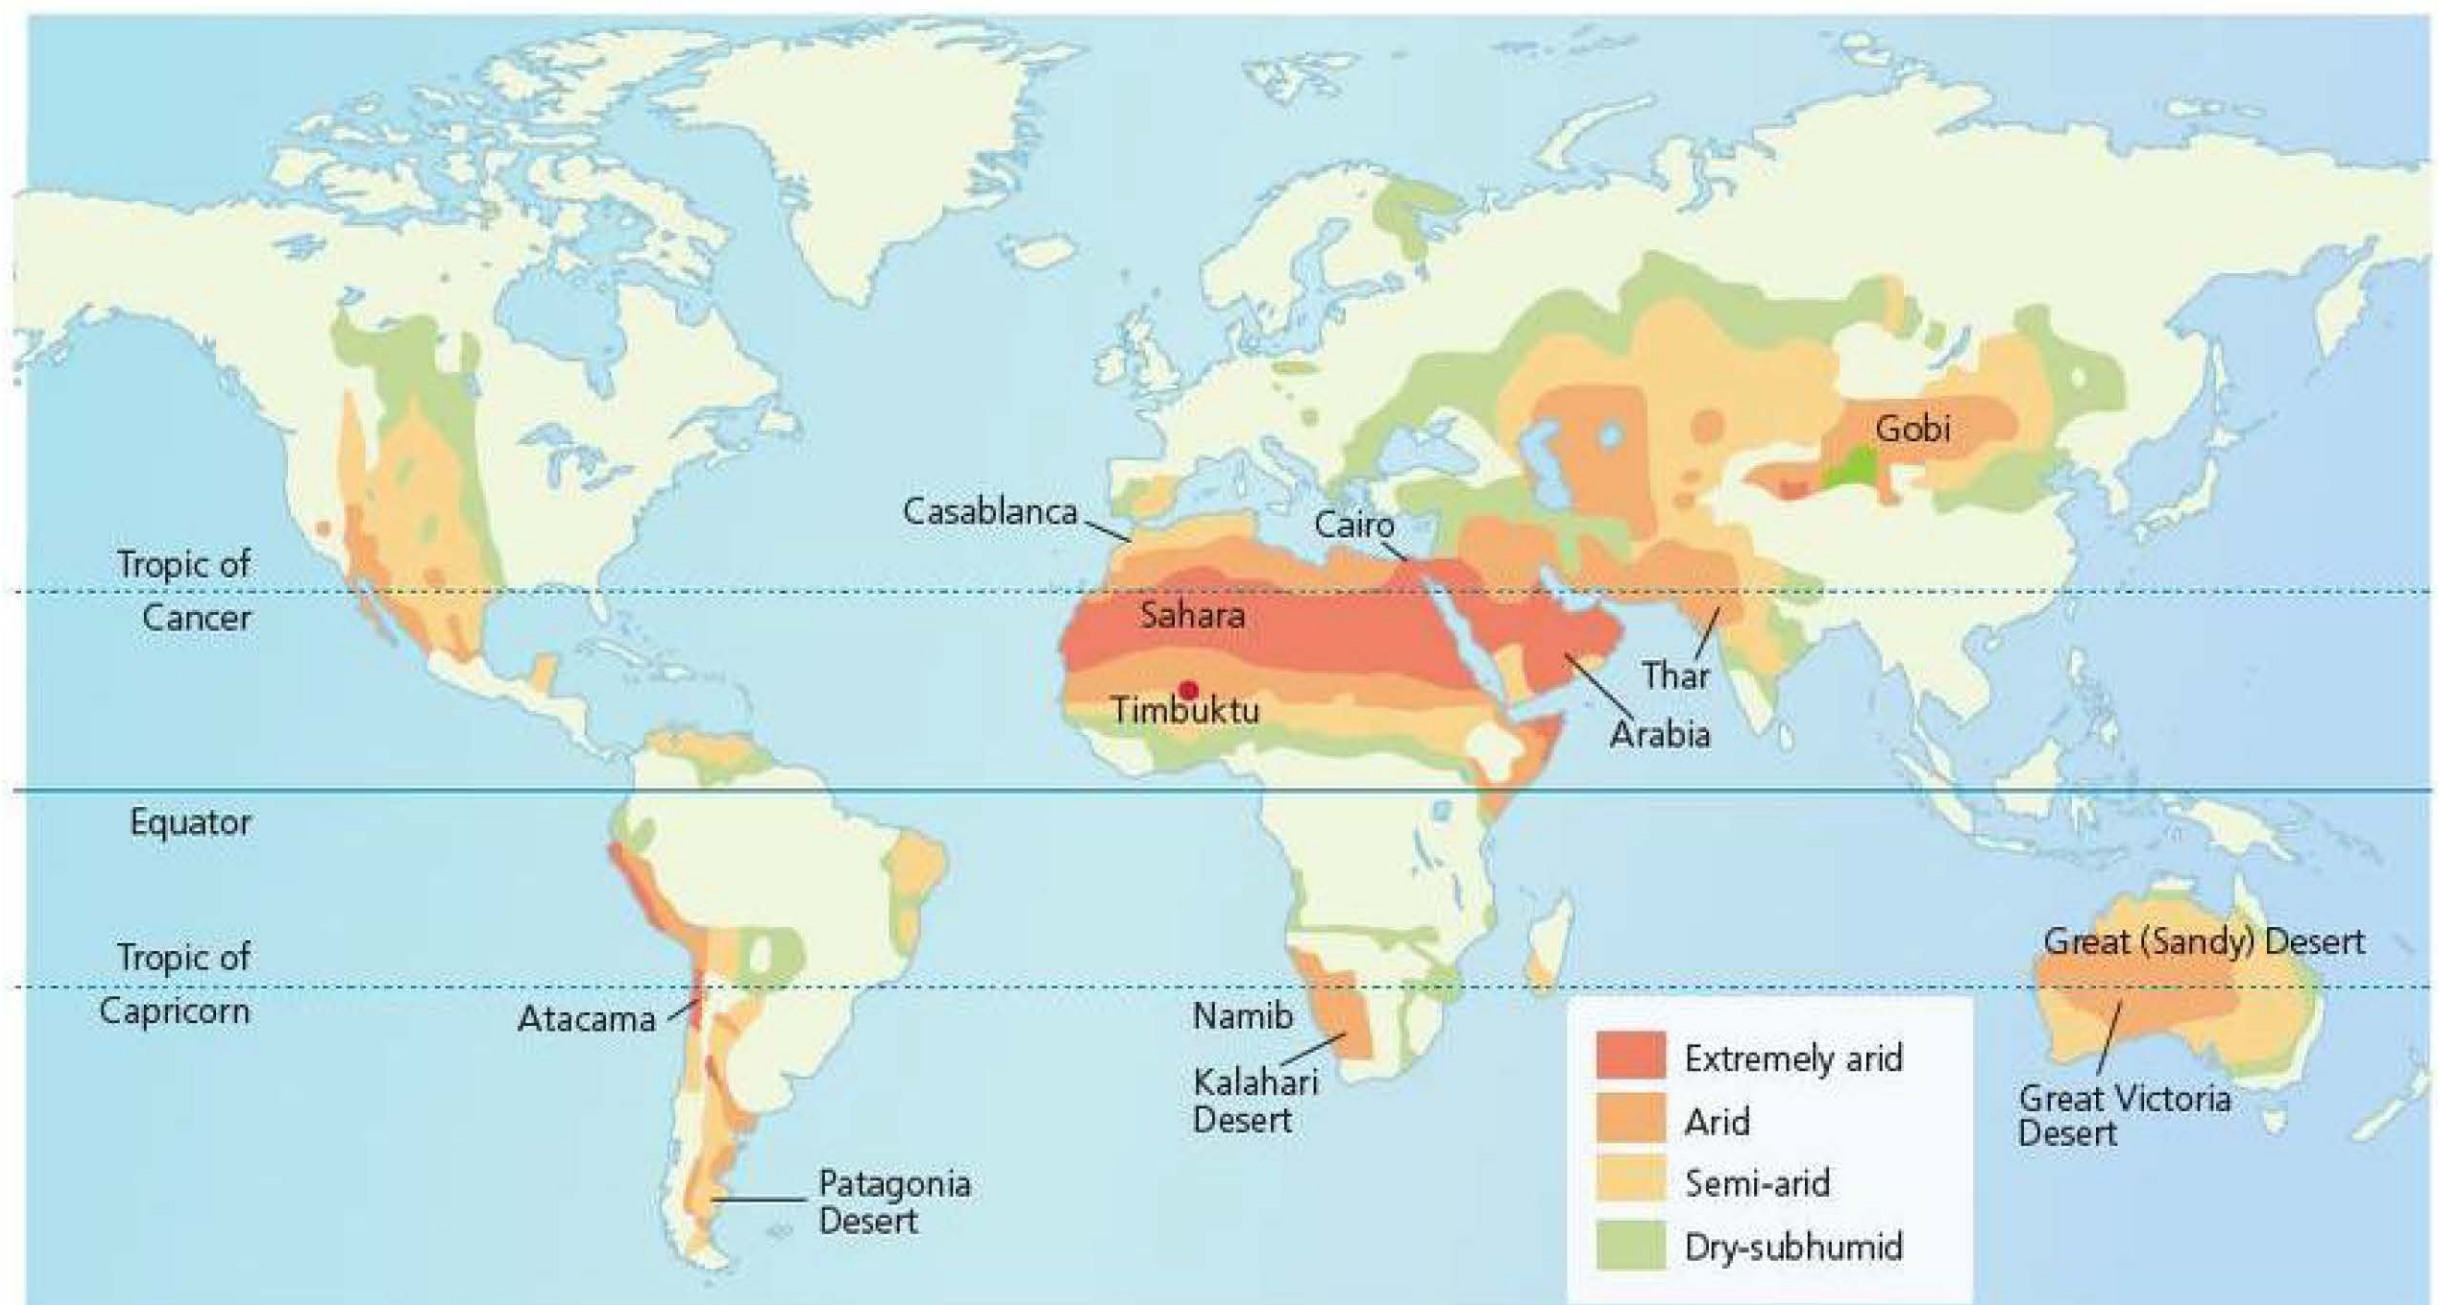 Gobi
Casablanca
Cairo
Tropic of
Cancer
Sahara
Thar
Timbuktu
Arabia
Equator
Tropic of
Capricorn
Great (Sandy) Desert
Atacama
Namib
Kalahari
Desert
Great Victoria
Desert
Patagonia
Desert
Extremely arid
Arid
Semi-arid
Dry-subhumid